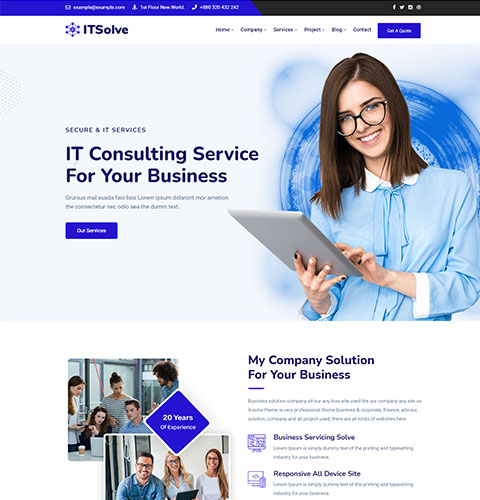 example@example.com 1st Floor New World. +880 320 432 242
ITSolve
Home Company Services Project Blog Contact
Get A Quote
SECURE & IT SERVICES
IT Consulting Service
For Your Business
Gruruus mal suada faci lisis Lorem ipsum dolarorit mor ametion
the consectetur nec odio aea the dumm ipsum dolor text.
Our Services
My Company Solution
For Your Business
Business solution company sit our any how site used the our company any site us.
Itsolve theme is very professional theme business & corporate, finance, advisor,
solution, company and all project used, there are all kinds of websites here
20 Years
Of Experience
Business Servicing Solve
Lorem Ipsum is simply dummy text of the printing and typesetting
industry for your business.
Responsive All Device Site
Lorem Ipsum is simply dummy text of the printing and typesetting
industry for your business.